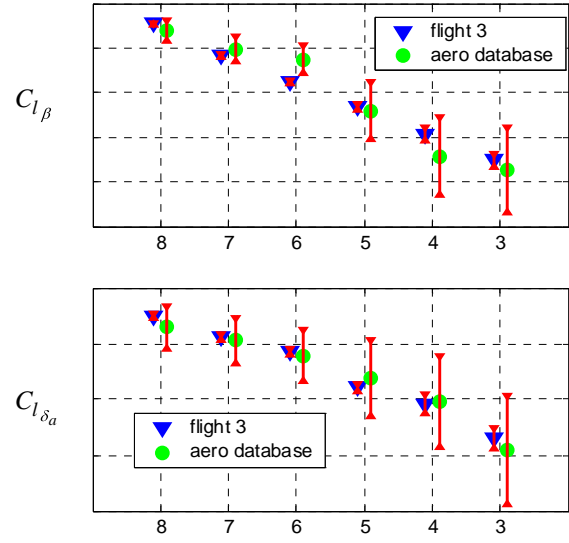 flight 3
aero database
C_{l_β}
8 7 6 5 4 3
C_{l_{δ_a}}
flight 3
aero database
8 7 6 5 4 3